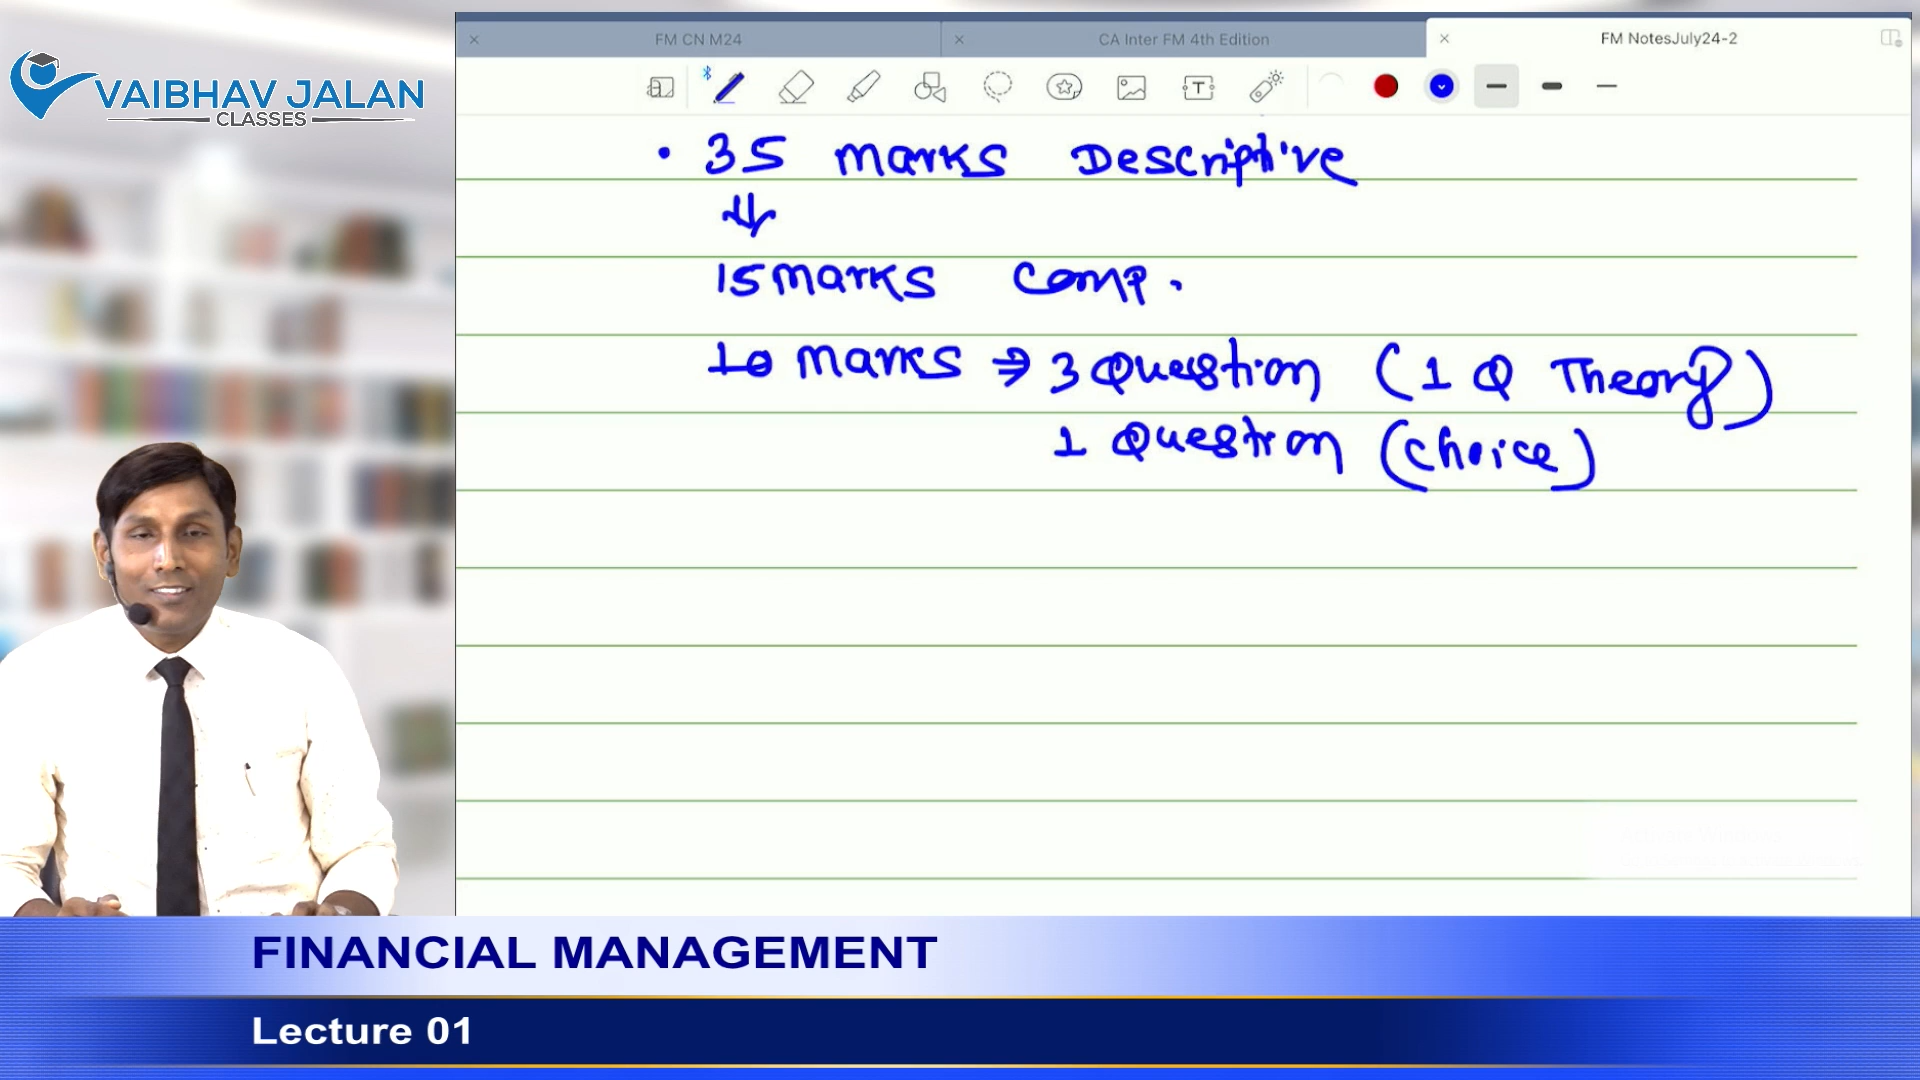 VAIBHAV JALAN
CLASSES
FM CN M24
CA Inter FM 4th Edition
FM NotesJuly24-2
• 35 marks Descriptive
⇓
15 marks comp.
10 marks ⇒ 3 Question (1 Q Theory)
1 Question (choice)
FINANCIAL MANAGEMENT
Lecture 01